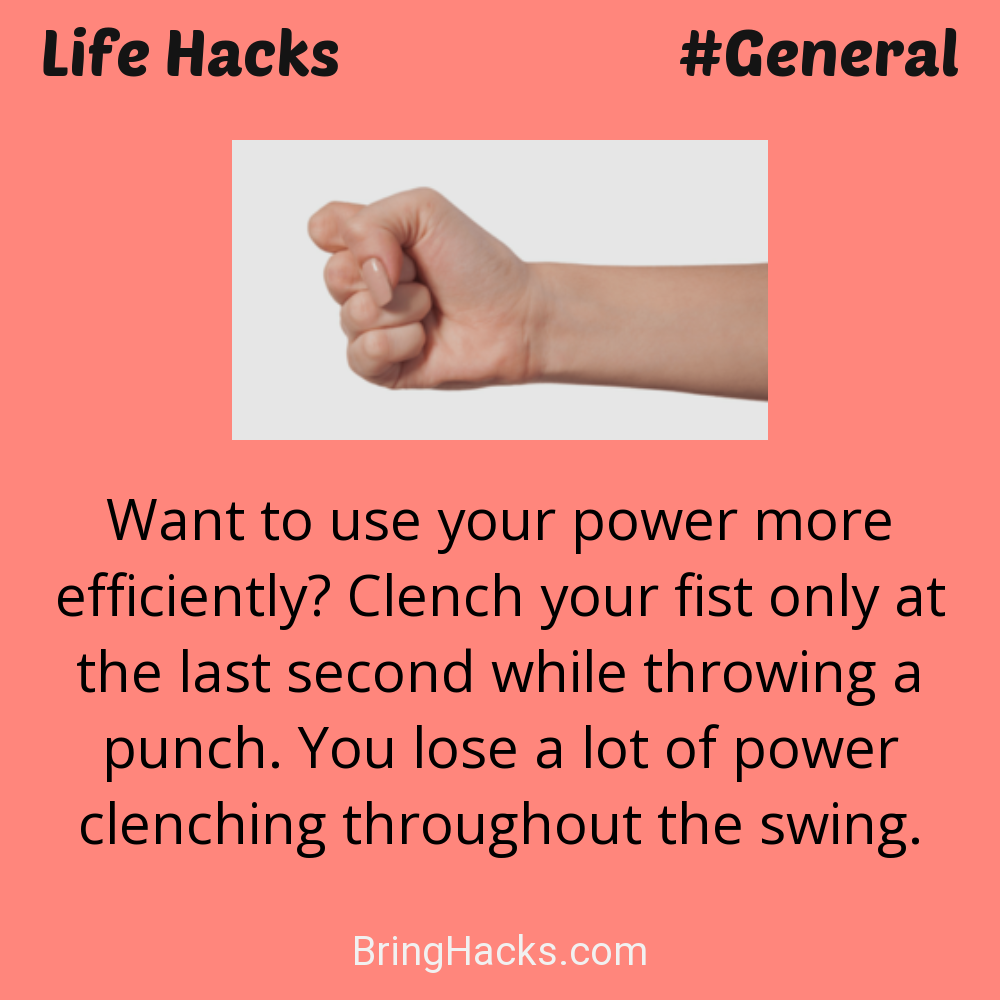 Life Hacks
#General
Want to use your power more
efficiently? Clench your fist only at
the last second while throwing a
punch. You lose a lot of power
clenching throughout the swing.
BringHacks.com